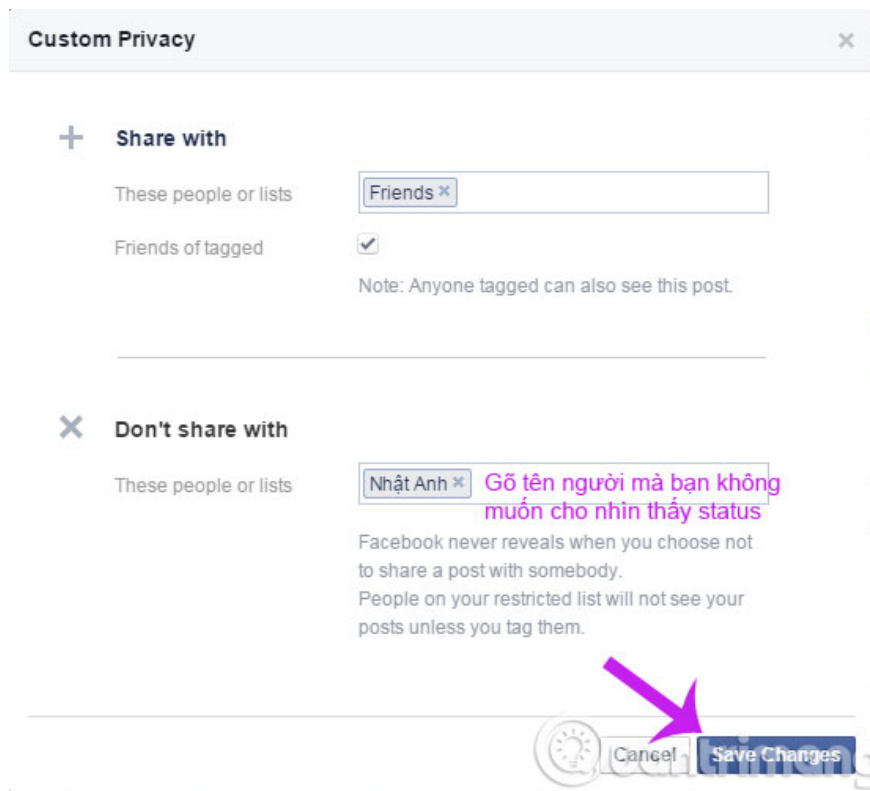 Custom Privacy
Share with
These people or lists
Friends
Friends of tagged
Note: Anyone tagged can also see this post.
Don't share with
These people or lists
Nhật Anh
Gõ tên người mà bạn không
muốn cho nhìn thấy status
Facebook never reveals when you choose not
to share a post with somebody.
People on your restricted list will not see your
posts unless you tag them.
Cancel
Save Changes